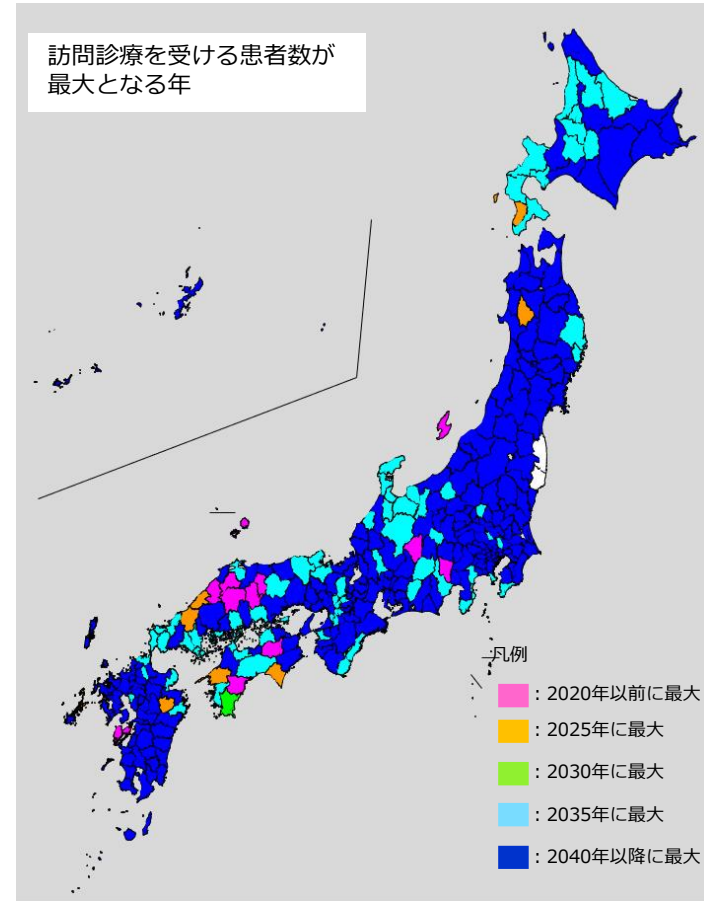 訪問診療を受ける患者数が
最大となる年
凡例
：2020年以前に最大
：2025年に最大
：2030年に最大
：2035年に最大
：2040年以降に最大